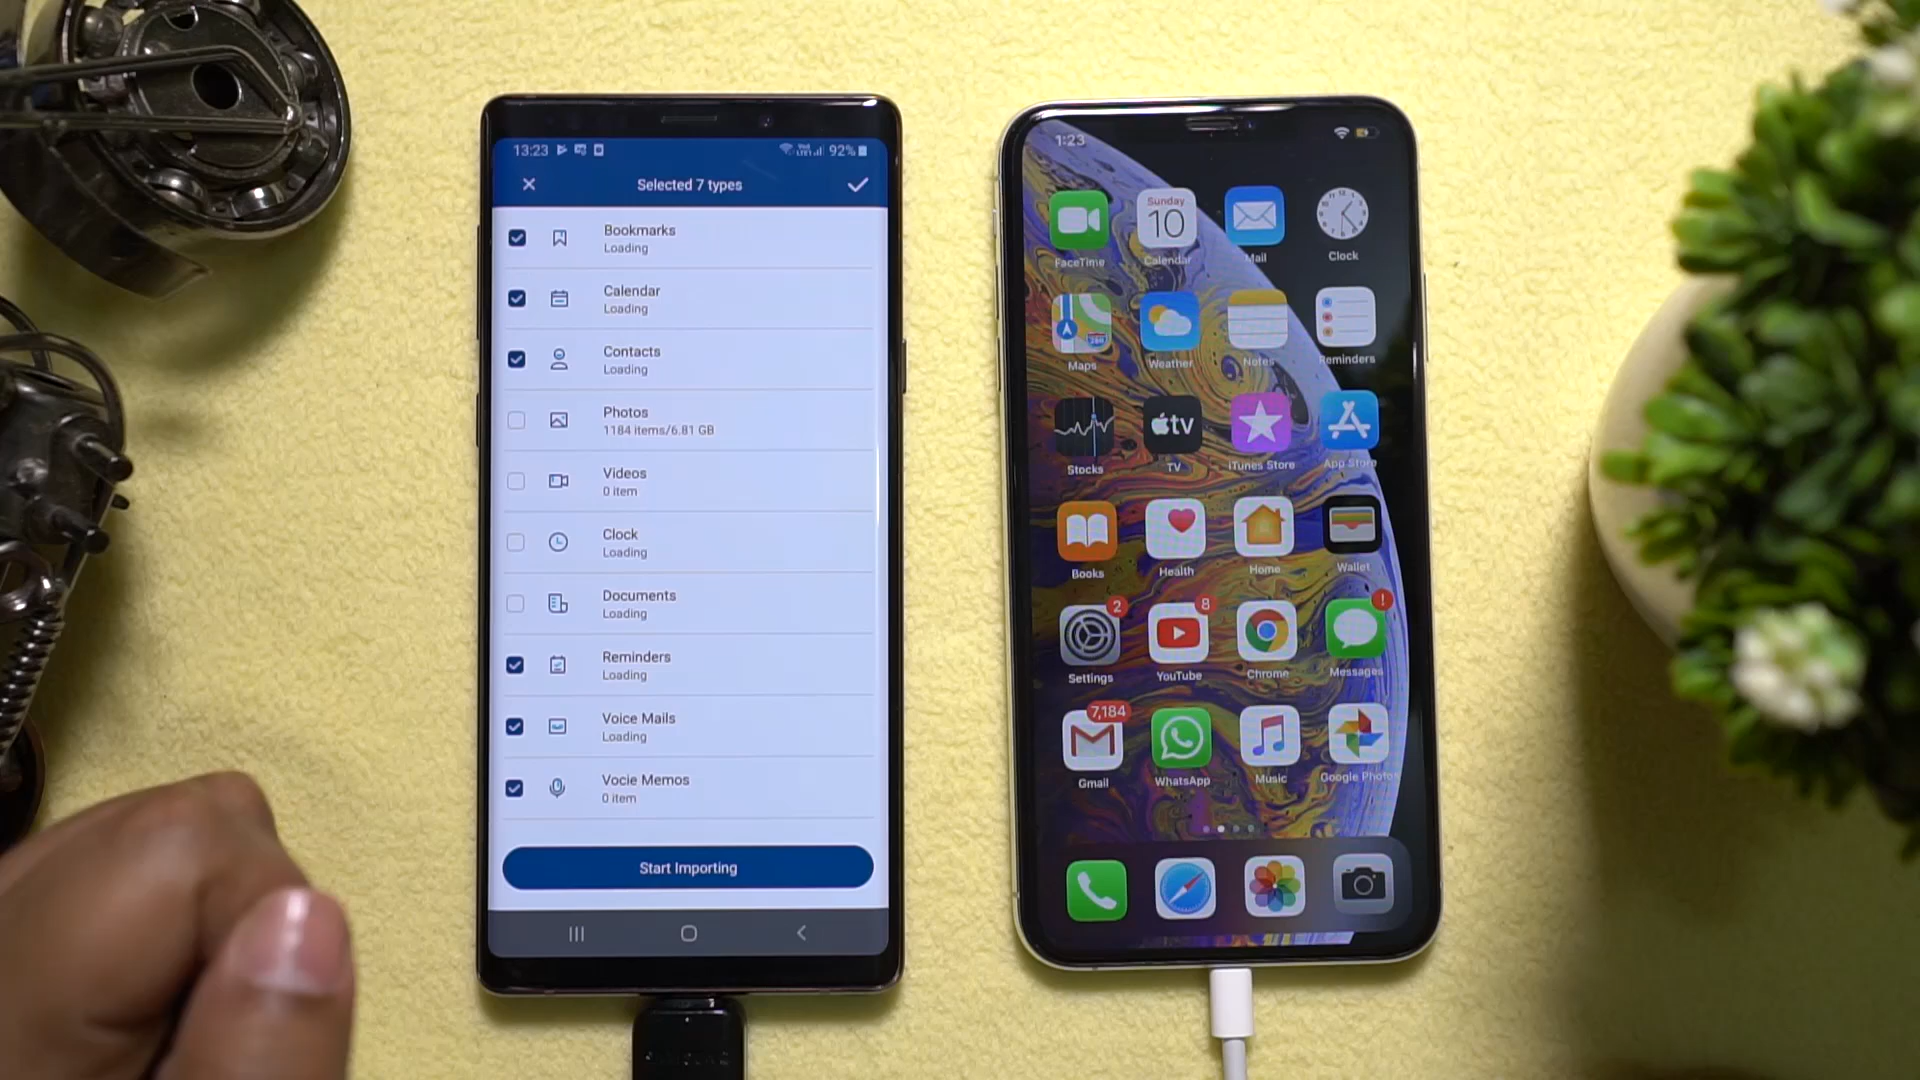 13:23
92%
Selected 7 types
Bookmarks
Loading
Calendar
Loading
Contacts
Loading
Photos
1184 items/6.81 GB
Videos
0 item
Clock
Loading
Documents
Loading
Reminders
Loading
Voice Mails
Loading
Vocie Memos
0 item
Start Importing
1:23
Sunday
10
FaceTime
Calendar
Mail
Clock
280
Maps
Weather
Notes
Reminders
tv
Stocks
TV
iTunes Store
App Store
Books
Health
Home
Wallet
2
8
!
Settings
YouTube
Chrome
Messages
7,184
Gmail
WhatsApp
Music
Google Photos